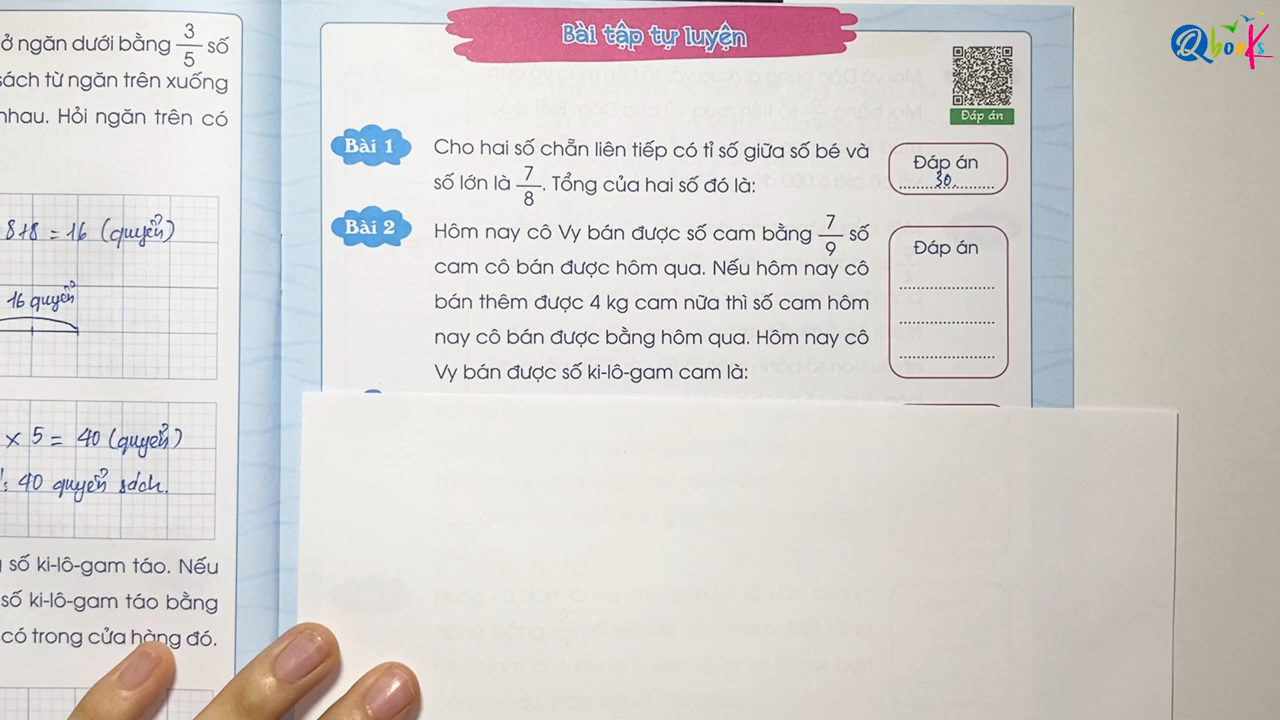 ở ngăn dưới bằng 3/5 số
sách từ ngăn trên xuống
nhau. Hỏi ngăn trên có
8+8 = 16 (quyển)
16 quyển
x 5 = 40 (quyển)
: 40 quyển sách.
số ki-lô-gam táo. Nếu
số ki-lô-gam táo bằng
có trong cửa hàng đó.
Bài tập tự luyện
Đáp án
Bài 1
Cho hai số chẵn liên tiếp có tỉ số giữa số bé và
số lớn là 7/8. Tổng của hai số đó là:
Đáp án
30
Bài 2
Hôm nay cô Vy bán được số cam bằng 7/9 số
cam cô bán được hôm qua. Nếu hôm nay cô
bán thêm được 4 kg cam nữa thì số cam hôm
nay cô bán được bằng hôm qua. Hôm nay cô
Vy bán được số ki-lô-gam cam là:
Đáp án
Qbooks